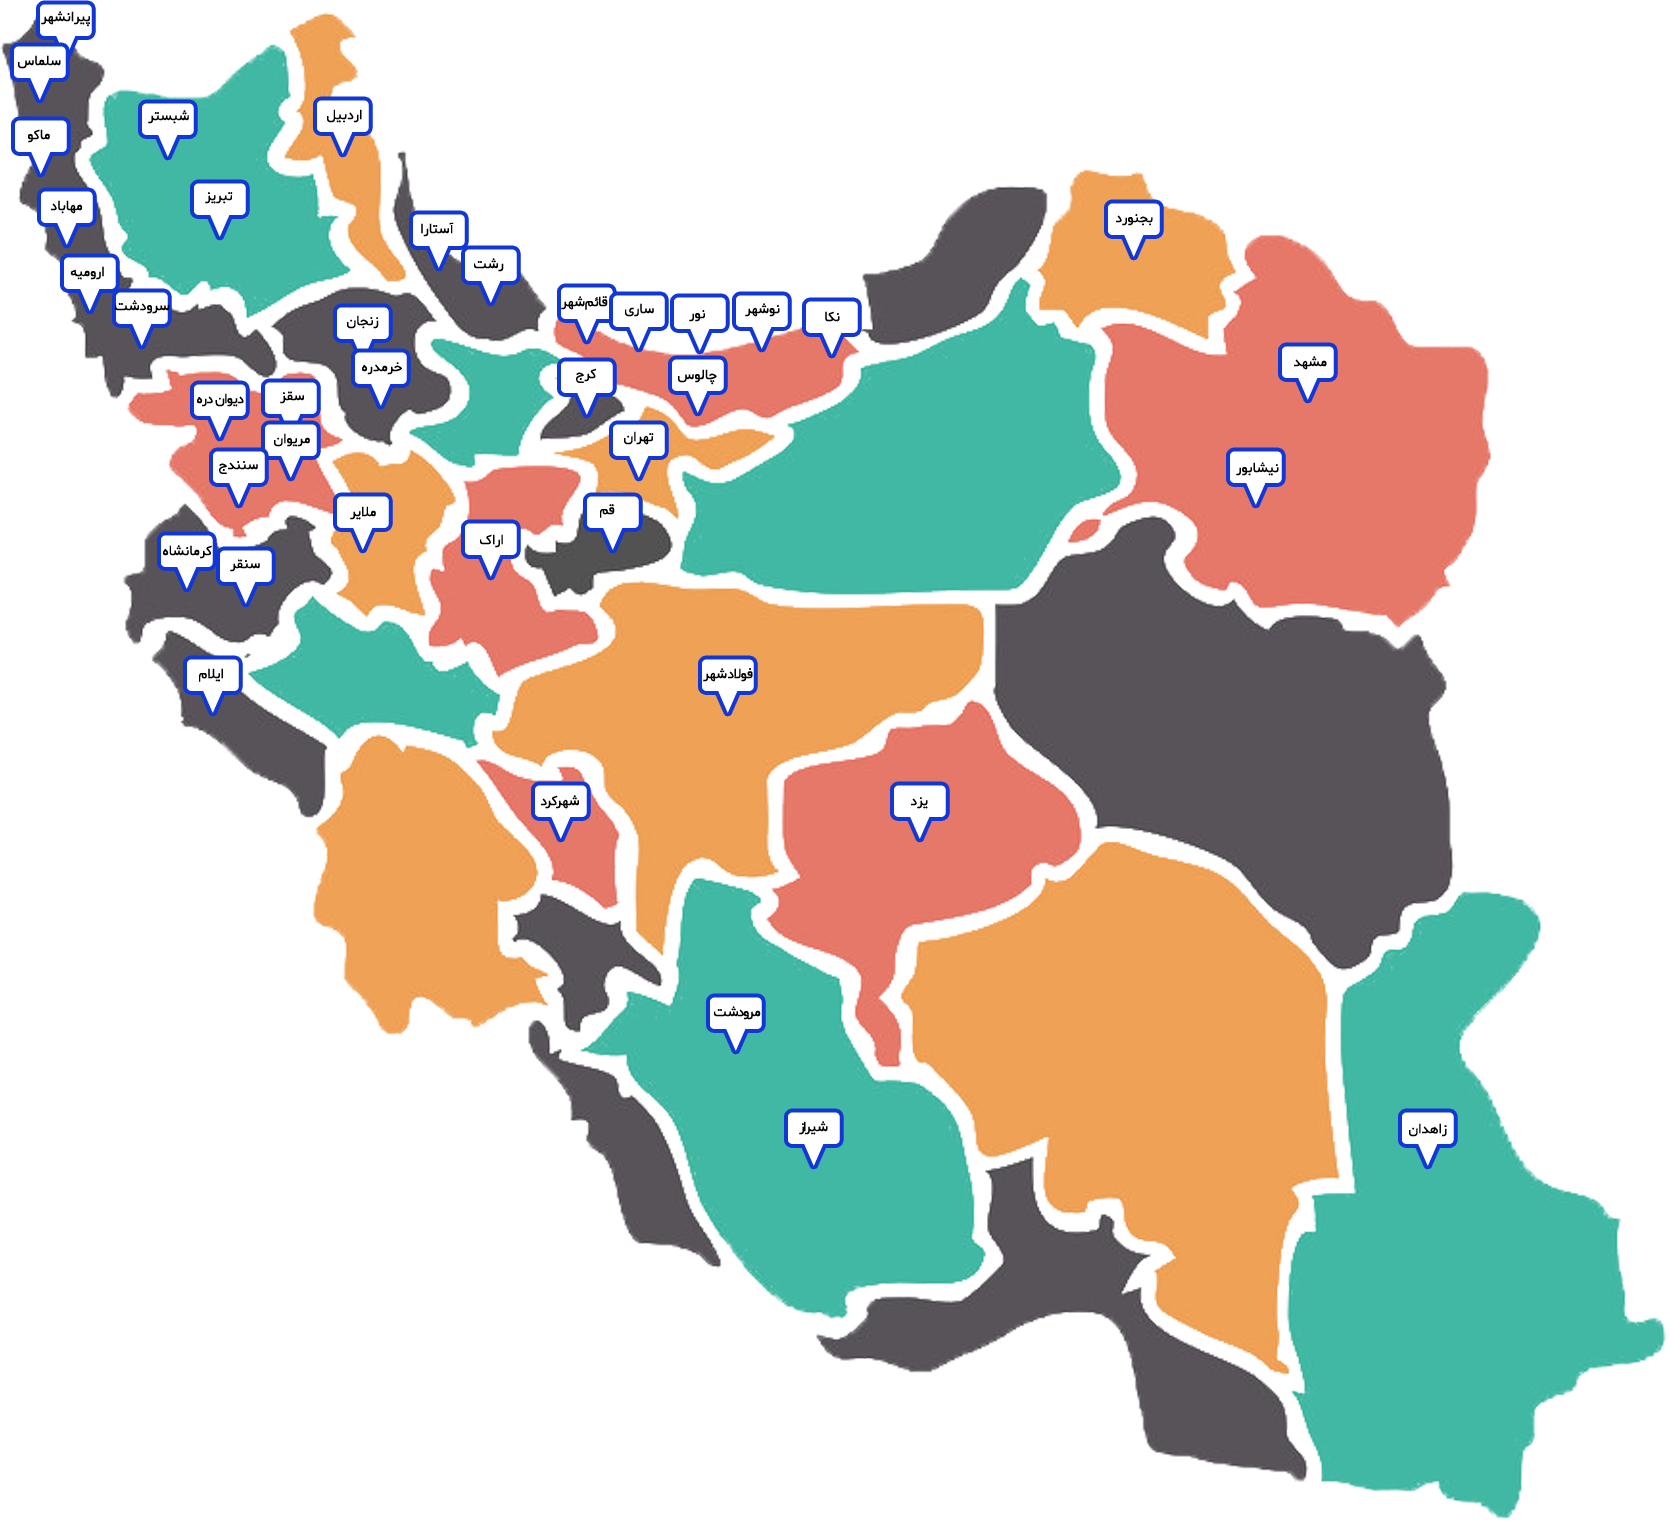 پیرانشهر
سلماس
ماکو
مهاباد
ارومیه
سرودشت
شبستر
تبریز
اردبیل
آستارا
رشت
زنجان
خرمدره
قائم‌شهر
ساری
نور
نوشهر
نکا
چالوس
کرج
تهران
قم
بجنورد
مشهد
نیشابور
دیوان دره
سقز
مریوان
سنندج
ملایر
اراک
کرمانشاه
سنقر
ایلام
فولادشهر
شهرکرد
یزد
مرودشت
شیراز
زاهدان